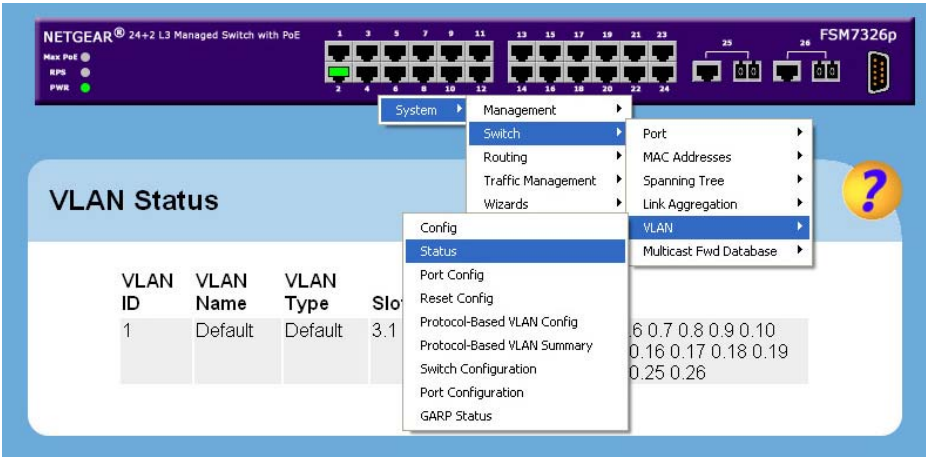 NETGEAR® 24+2 L3 Managed Switch with PoE
FSM7326p
Max PoE
RPS
PWR
1 3 5 7 9 11 13 15 17 19 21 23
25 26
2 4 6 8 10 12 14 16 18 20 22 24
System
Management
Switch
Routing
Traffic Management
Wizards
Port
MAC Addresses
Spanning Tree
Link Aggregation
VLAN
Multicast Fwd Database
Config
Status
Port Config
Reset Config
Protocol-Based VLAN Config
Protocol-Based VLAN Summary
Switch Configuration
Port Configuration
GARP Status
VLAN Status
?
VLAN ID
VLAN Name
VLAN Type
1 Default Default 3.1
0.7 0.8 0.9 0.10
0.16 0.17 0.18 0.19
0.25 0.26